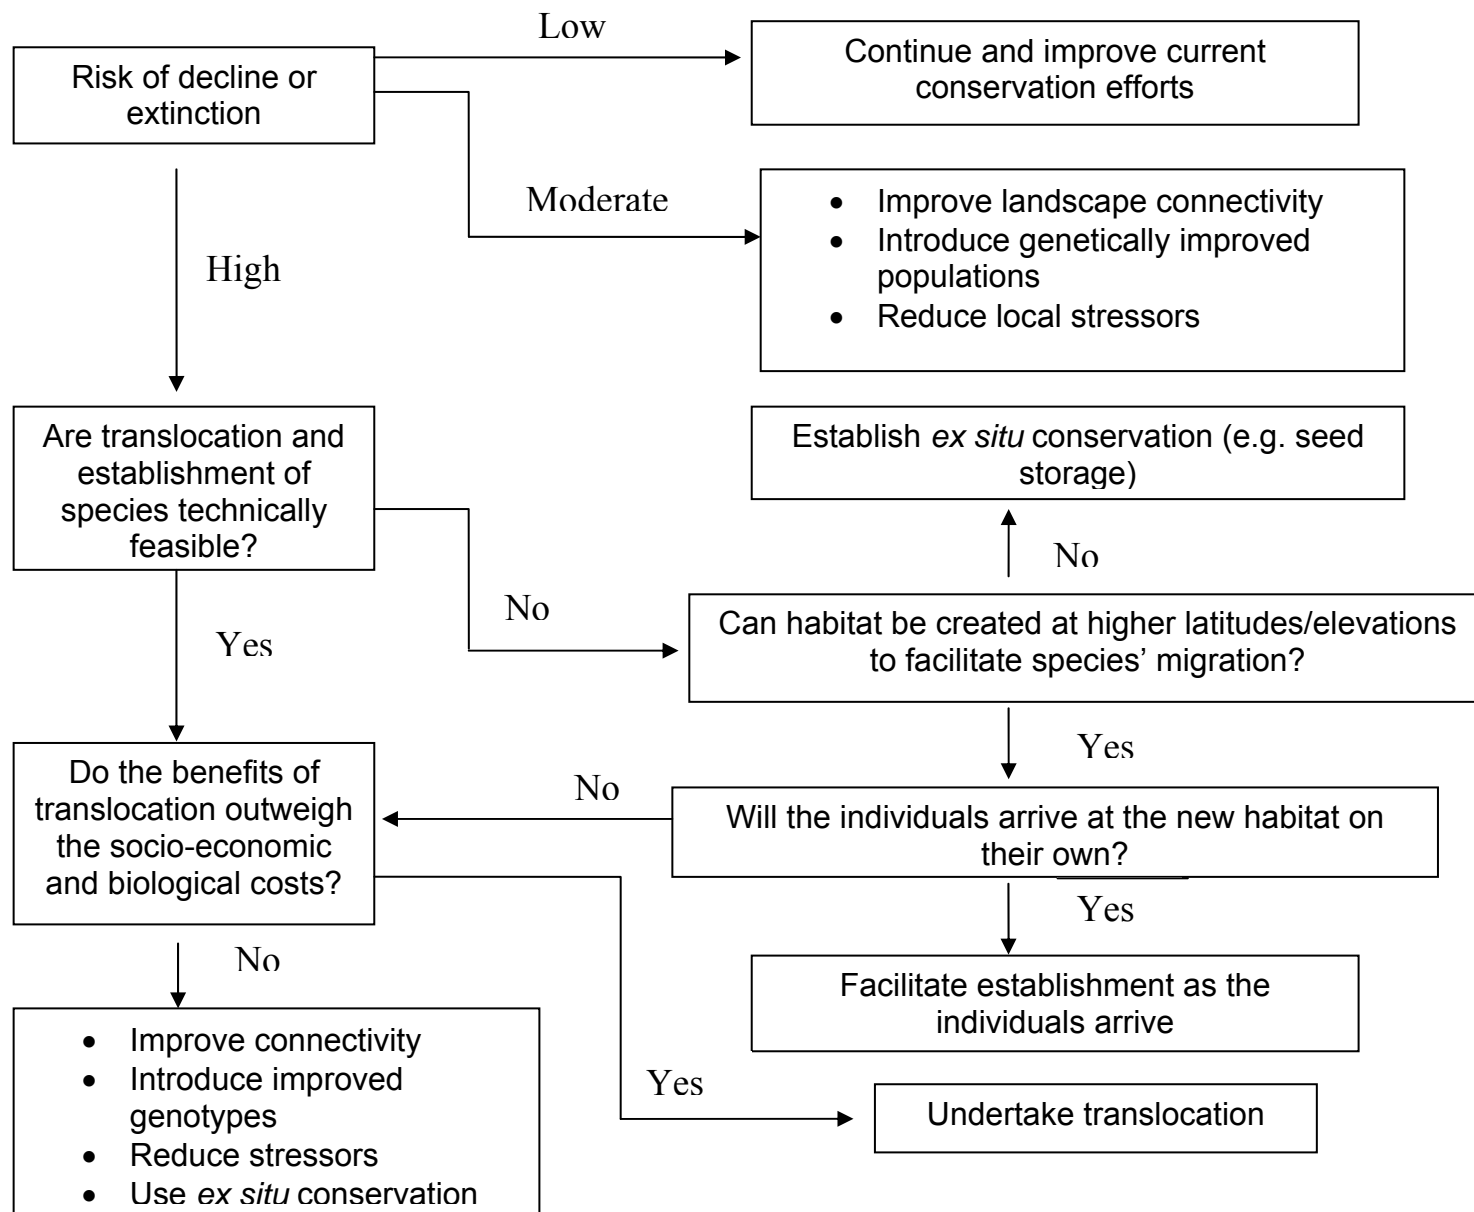 Low
Risk of decline or
extinction
Continue and improve current
conservation efforts
Moderate
• Improve landscape connectivity
• Introduce genetically improved
populations
• Reduce local stressors
High
Are translocation and
establishment of
species technically
feasible?
Establish ex situ conservation (e.g. seed
storage)
No
No
Can habitat be created at higher latitudes/elevations
to facilitate species’ migration?
Yes
Yes
Do the benefits of
translocation outweigh
the socio-economic
and biological costs?
No
Will the individuals arrive at the new habitat on
their own?
Yes
No
Facilitate establishment as the
individuals arrive
• Improve connectivity
• Introduce improved
genotypes
• Reduce stressors
• Use ex situ conservation
Yes
Undertake translocation